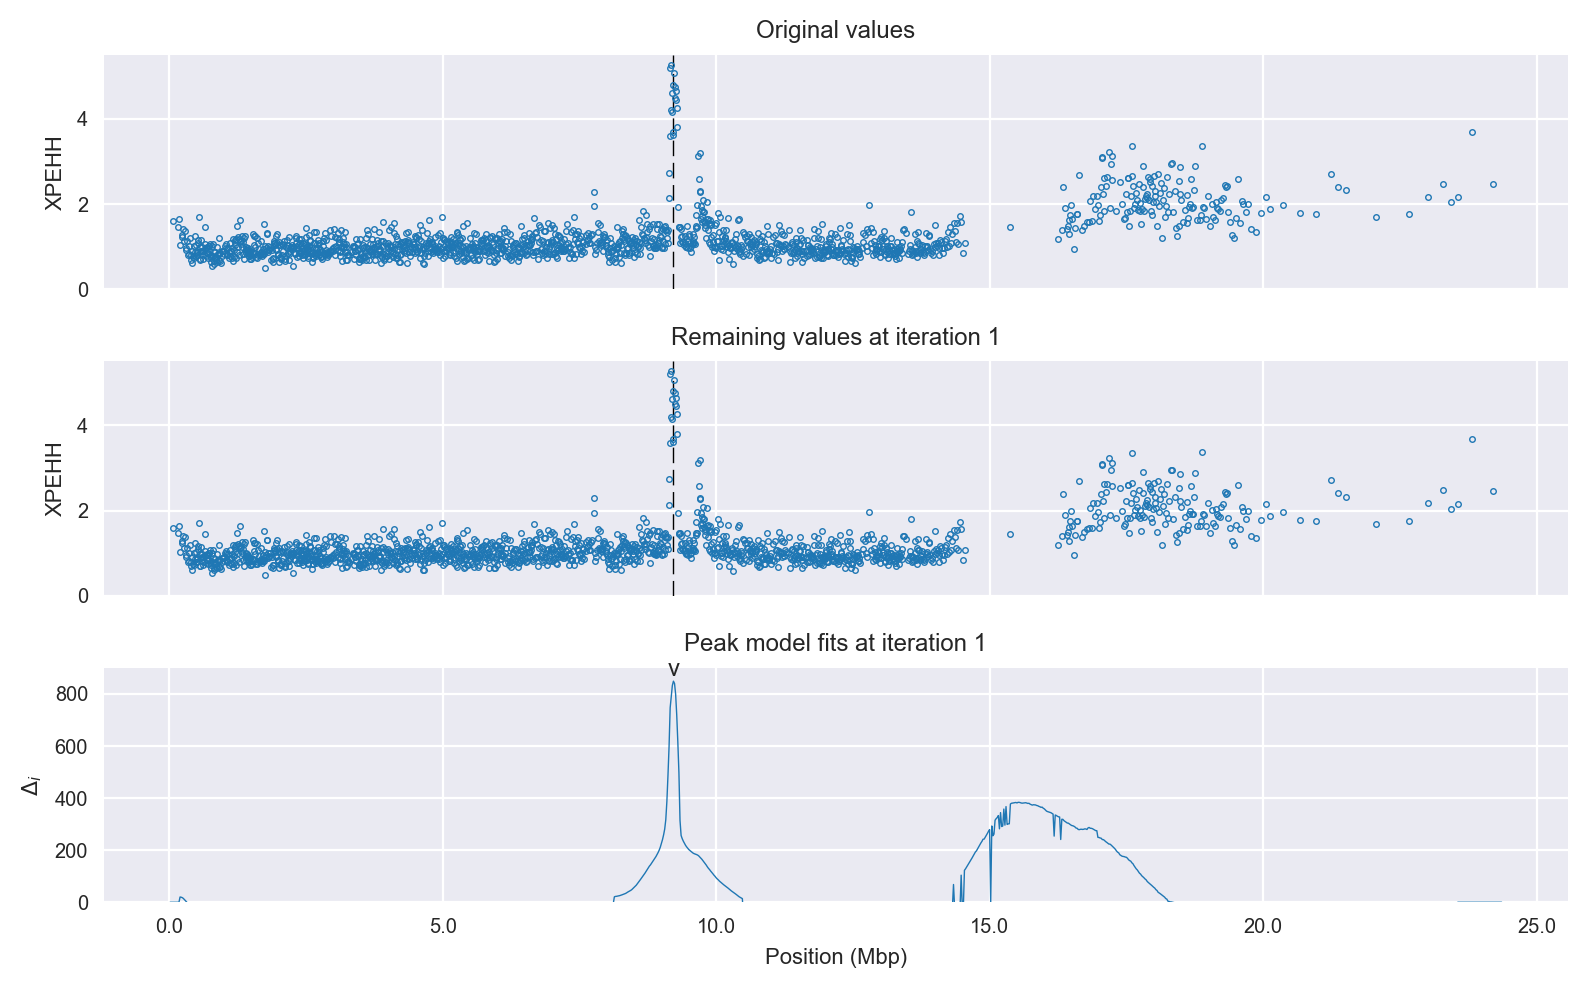 Original values
XPEHH
4
2
0
Remaining values at iteration 1
XPEHH
4
2
0
Peak model fits at iteration 1
v
Δi
800
600
400
200
0
0.0 5.0 10.0 15.0 20.0 25.0
Position (Mbp)